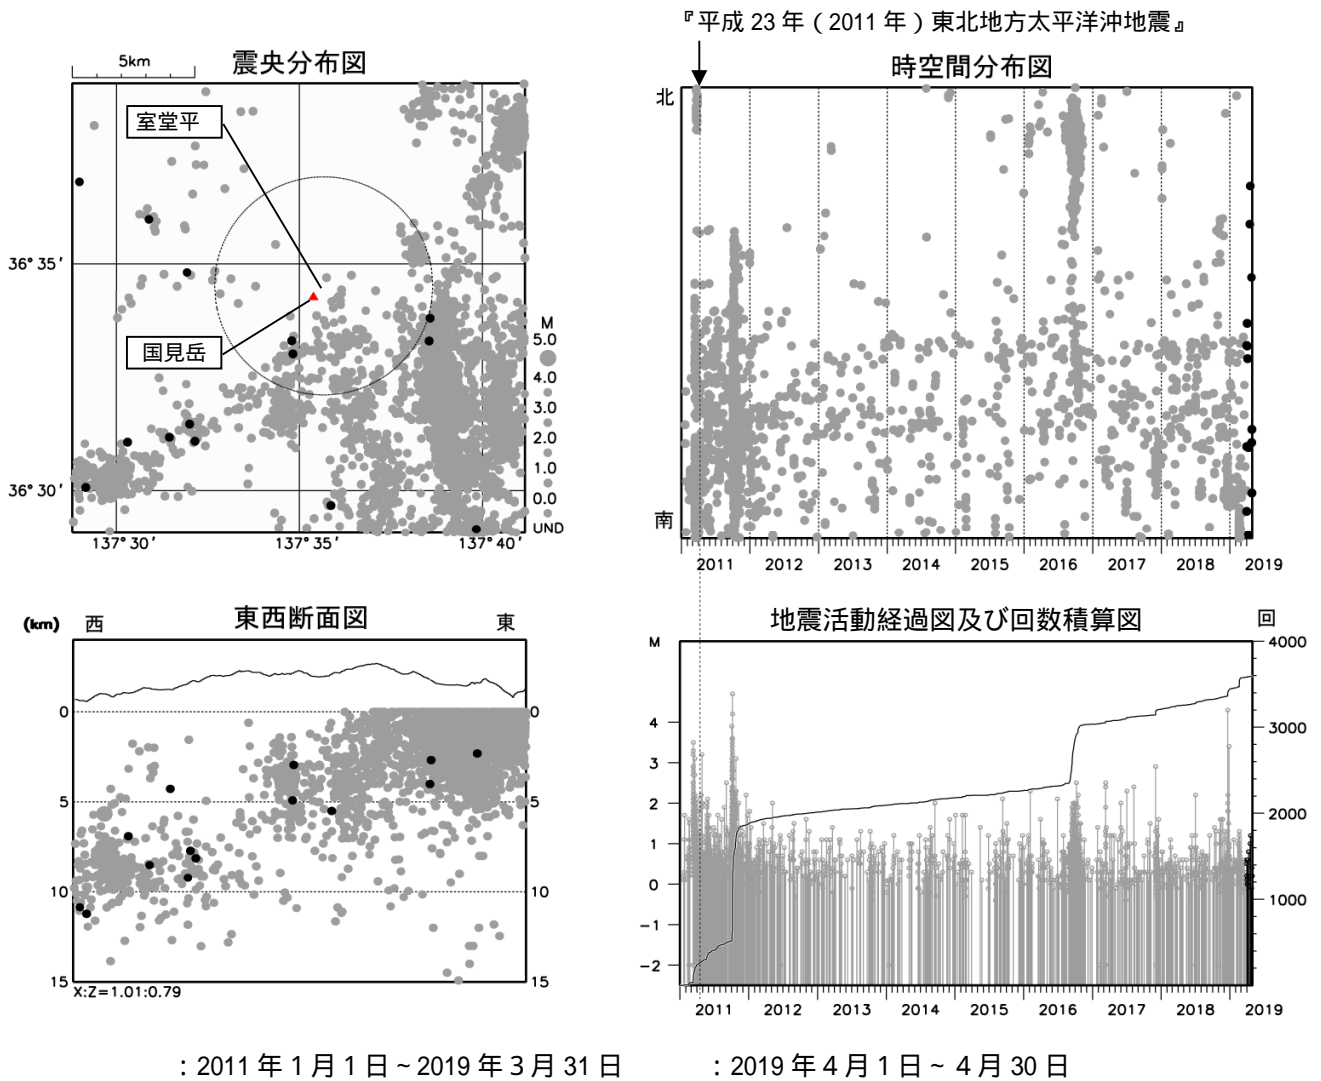 『平成 23 年 ( 2011 年 ) 東北地方太平洋沖地震』
震央分布図
5km
室堂平
国見岳
36° 35′
36° 30′
137° 30′
137° 35′
137° 40′
M
5.0
4.0
3.0
2.0
1.0
0.0
UND
時空間分布図
北
南
2011 2012 2013 2014 2015 2016 2017 2018 2019
東西断面図
(km)
西
東
0 0
5 5
10 10
15 15
X:Z=1.01:0.79
地震活動経過図及び回数積算図
M
回
4
3
2
1
0
−1
−2
4000
3000
2000
1000
2011 2012 2013 2014 2015 2016 2017 2018 2019
：2011 年 1 月 1 日 ~ 2019 年 3 月 31 日
：2019 年 4 月 1 日 ~ 4 月 30 日